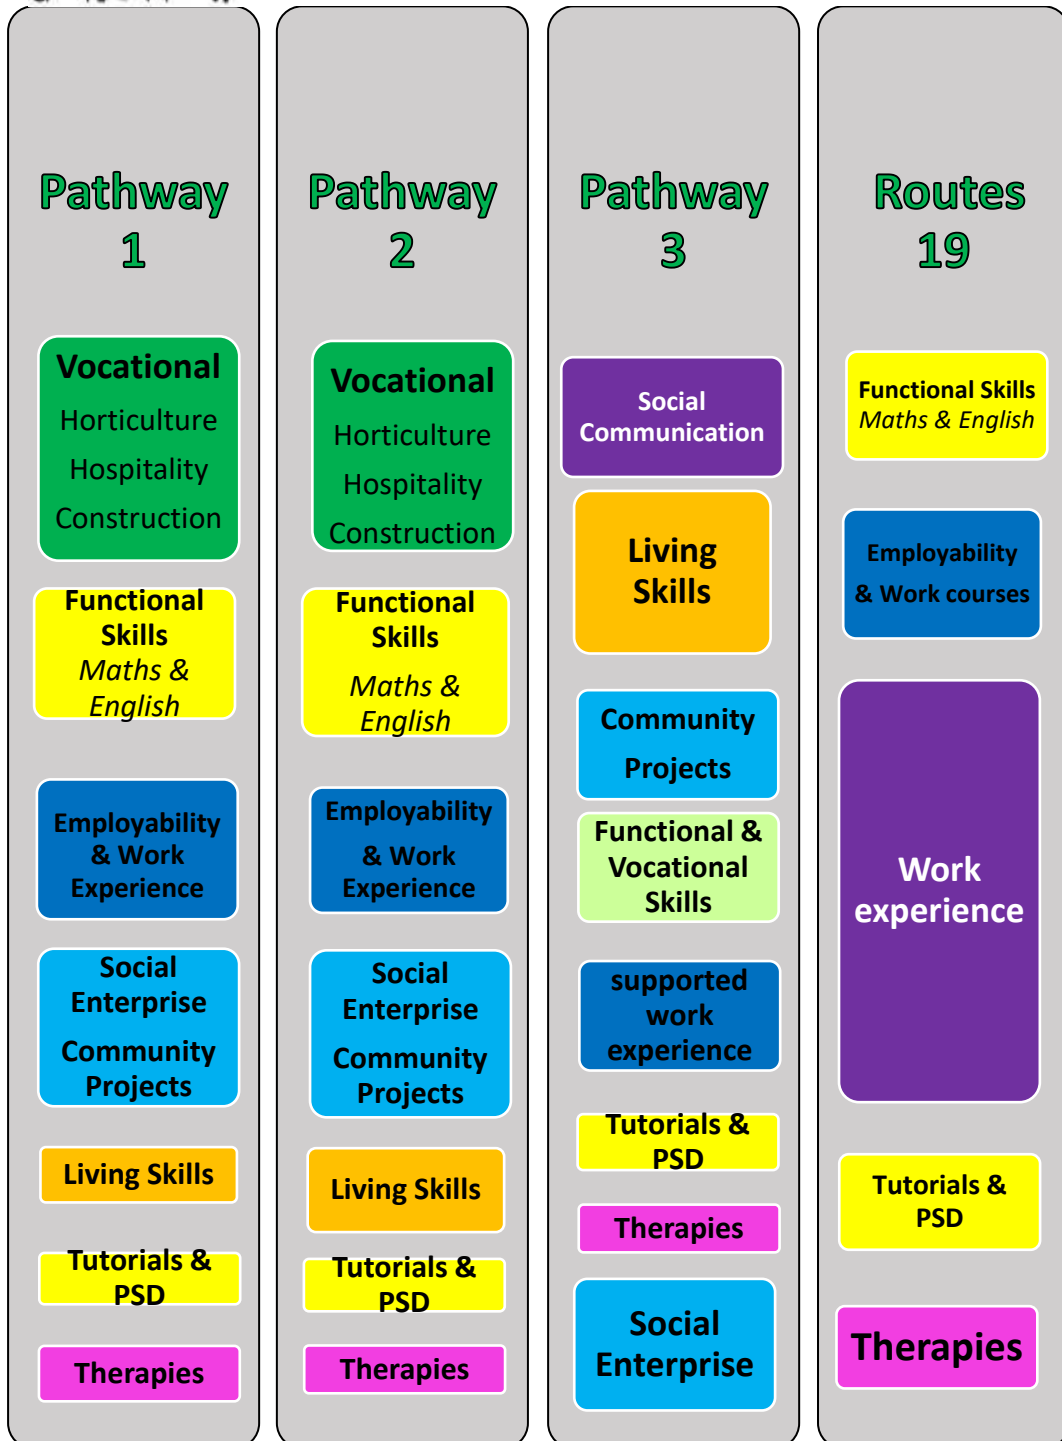 Pathway
1
Vocational
Horticulture
Hospitality
Construction
Functional
Skills
Maths &
English
Employability
& Work
Experience
Social
Enterprise
Community
Projects
Living Skills
Tutorials &
PSD
Therapies
Pathway
2
Vocational
Horticulture
Hospitality
Construction
Functional
Skills
Maths &
English
Employability
& Work
Experience
Social
Enterprise
Community
Projects
Living Skills
Tutorials &
PSD
Therapies
Pathway
3
Social
Communication
Living
Skills
Community
Projects
Functional &
Vocational
Skills
supported
work
experience
Tutorials &
PSD
Therapies
Social
Enterprise
Routes
19
Functional Skills
Maths & English
Employability
& Work courses
Work
experience
Tutorials &
PSD
Therapies